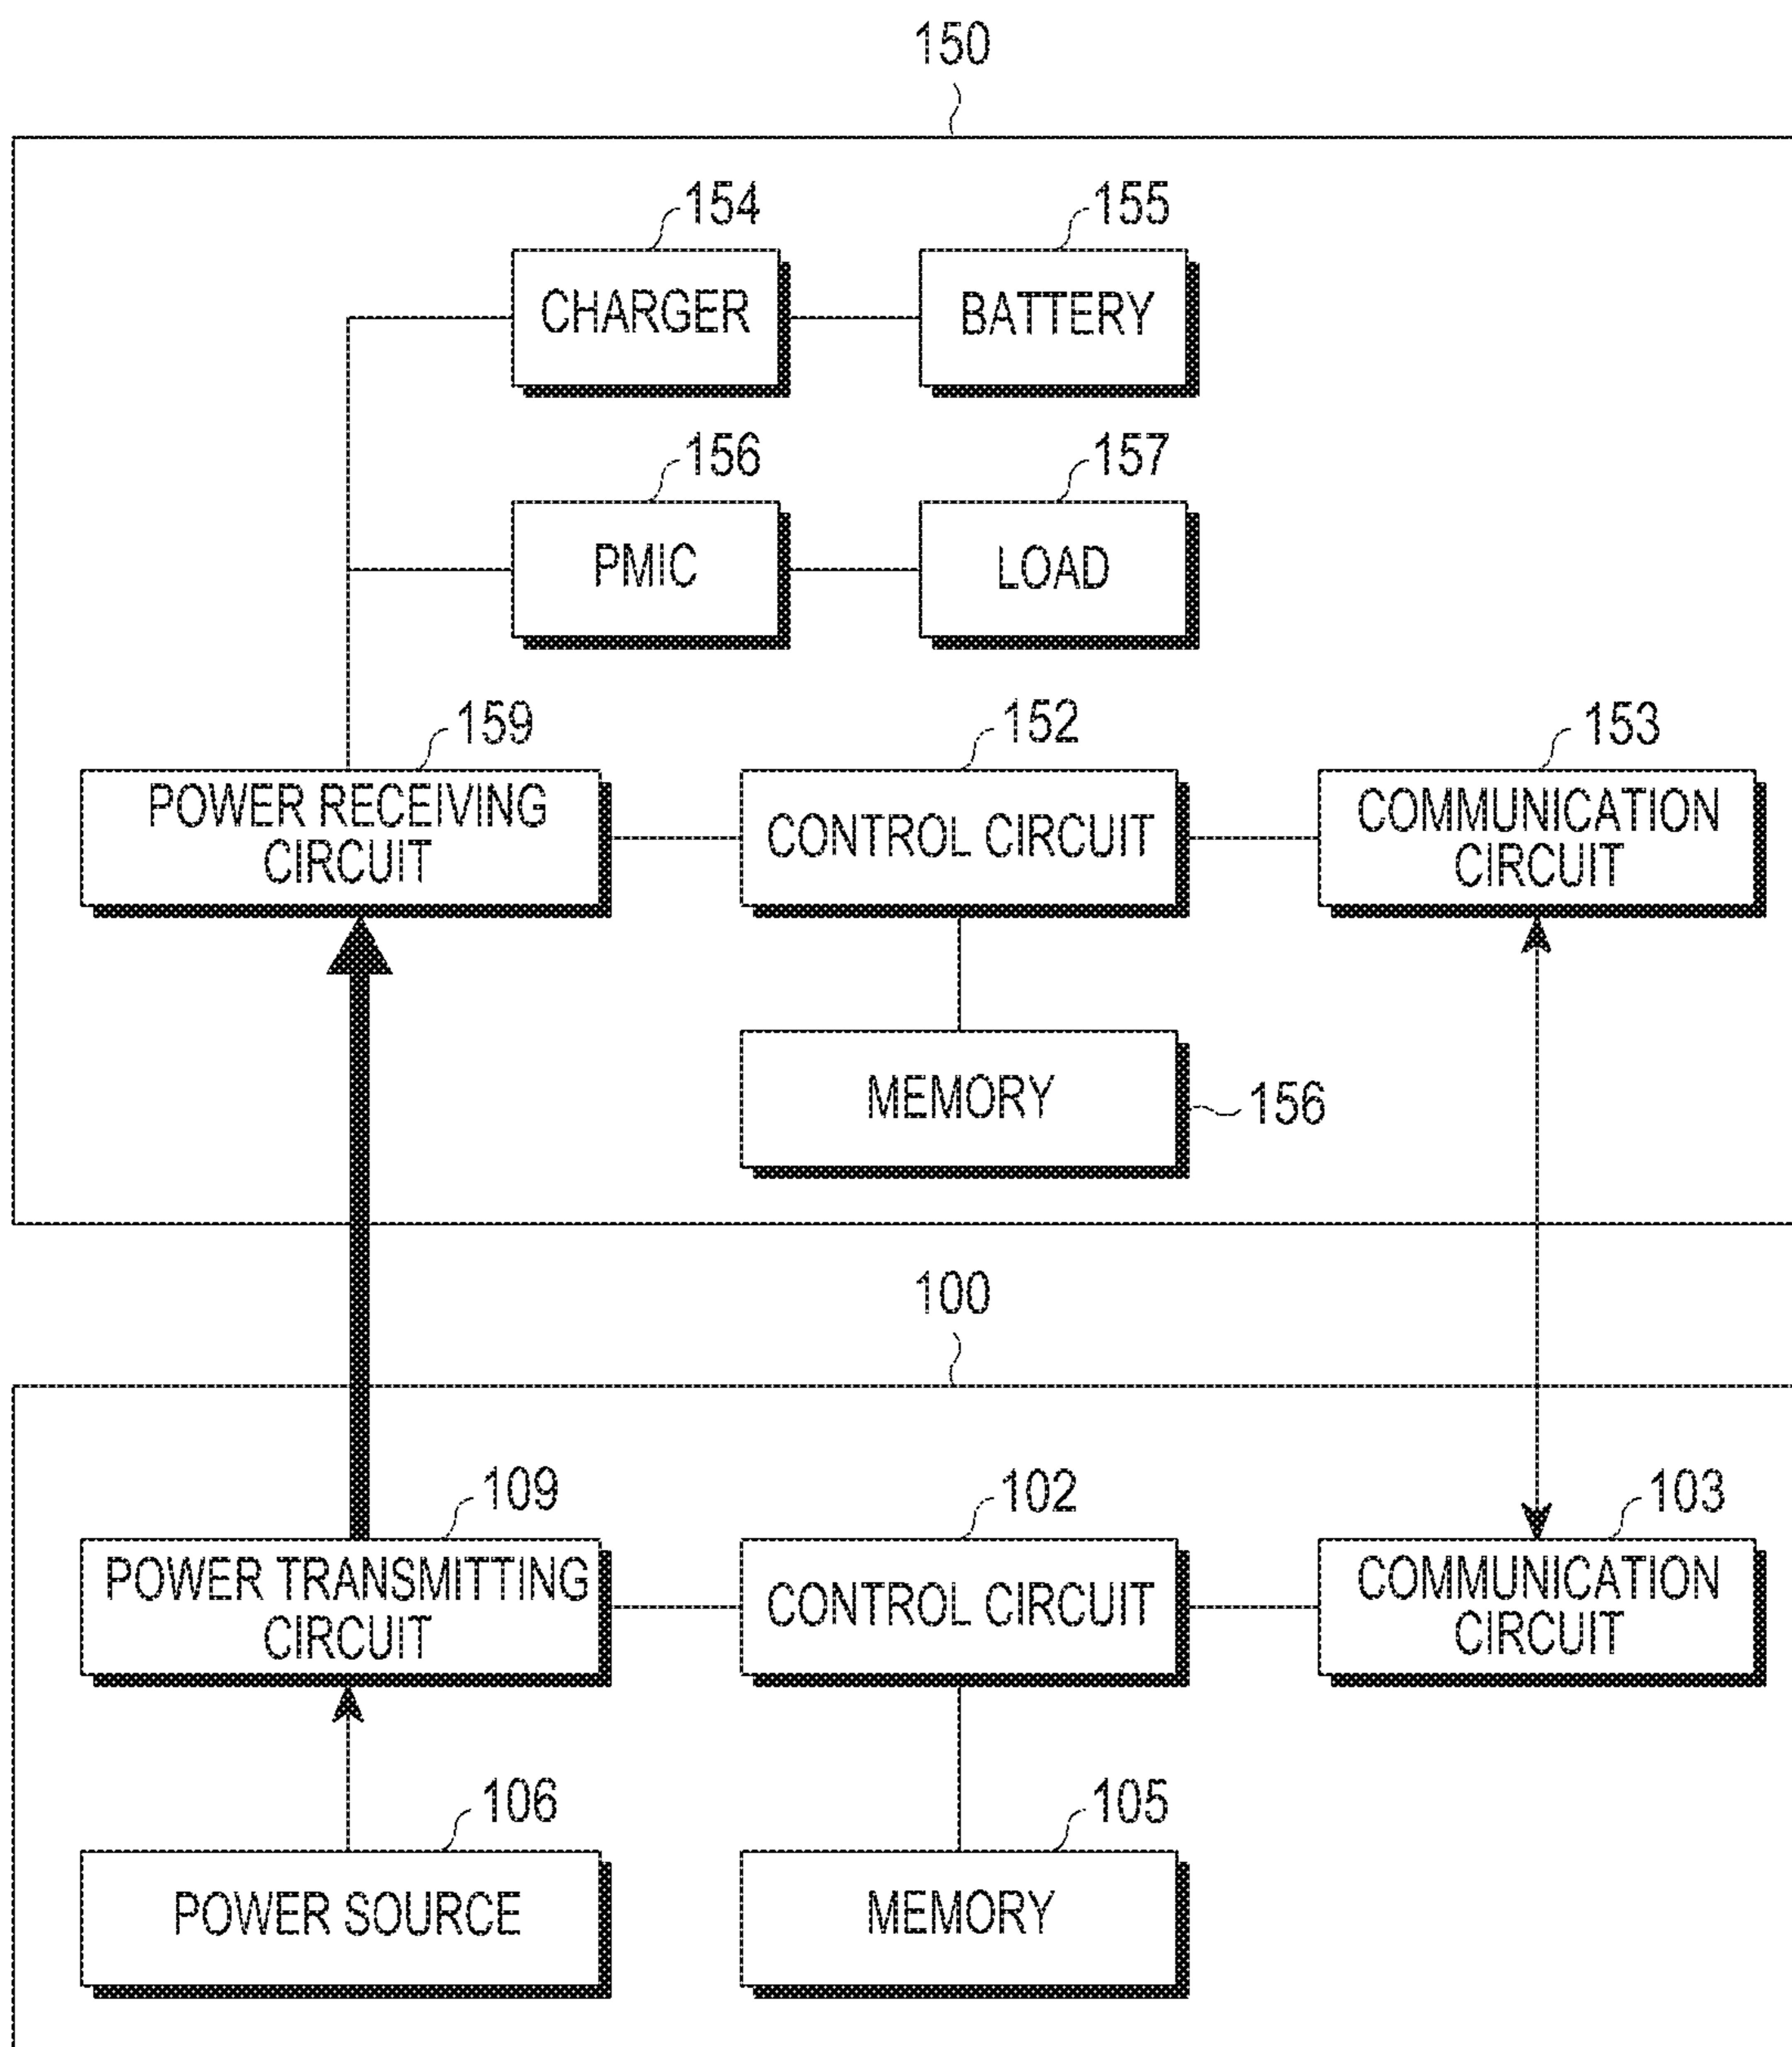 150
154
155
CHARGER
BATTERY
156
157
PMIC
LOAD
159
152
153
POWER RECEIVING
CIRCUIT
CONTROL CIRCUIT
COMMUNICATION
CIRCUIT
MEMORY
156
100
109
102
103
POWER TRANSMITTING
CIRCUIT
CONTROL CIRCUIT
COMMUNICATION
CIRCUIT
106
105
POWER SOURCE
MEMORY